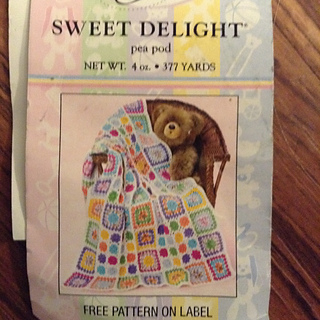 SWEET DELIGHT®
pea pod
NET WT. 4 oz. • 377 YARDS
FREE PATTERN ON LABEL